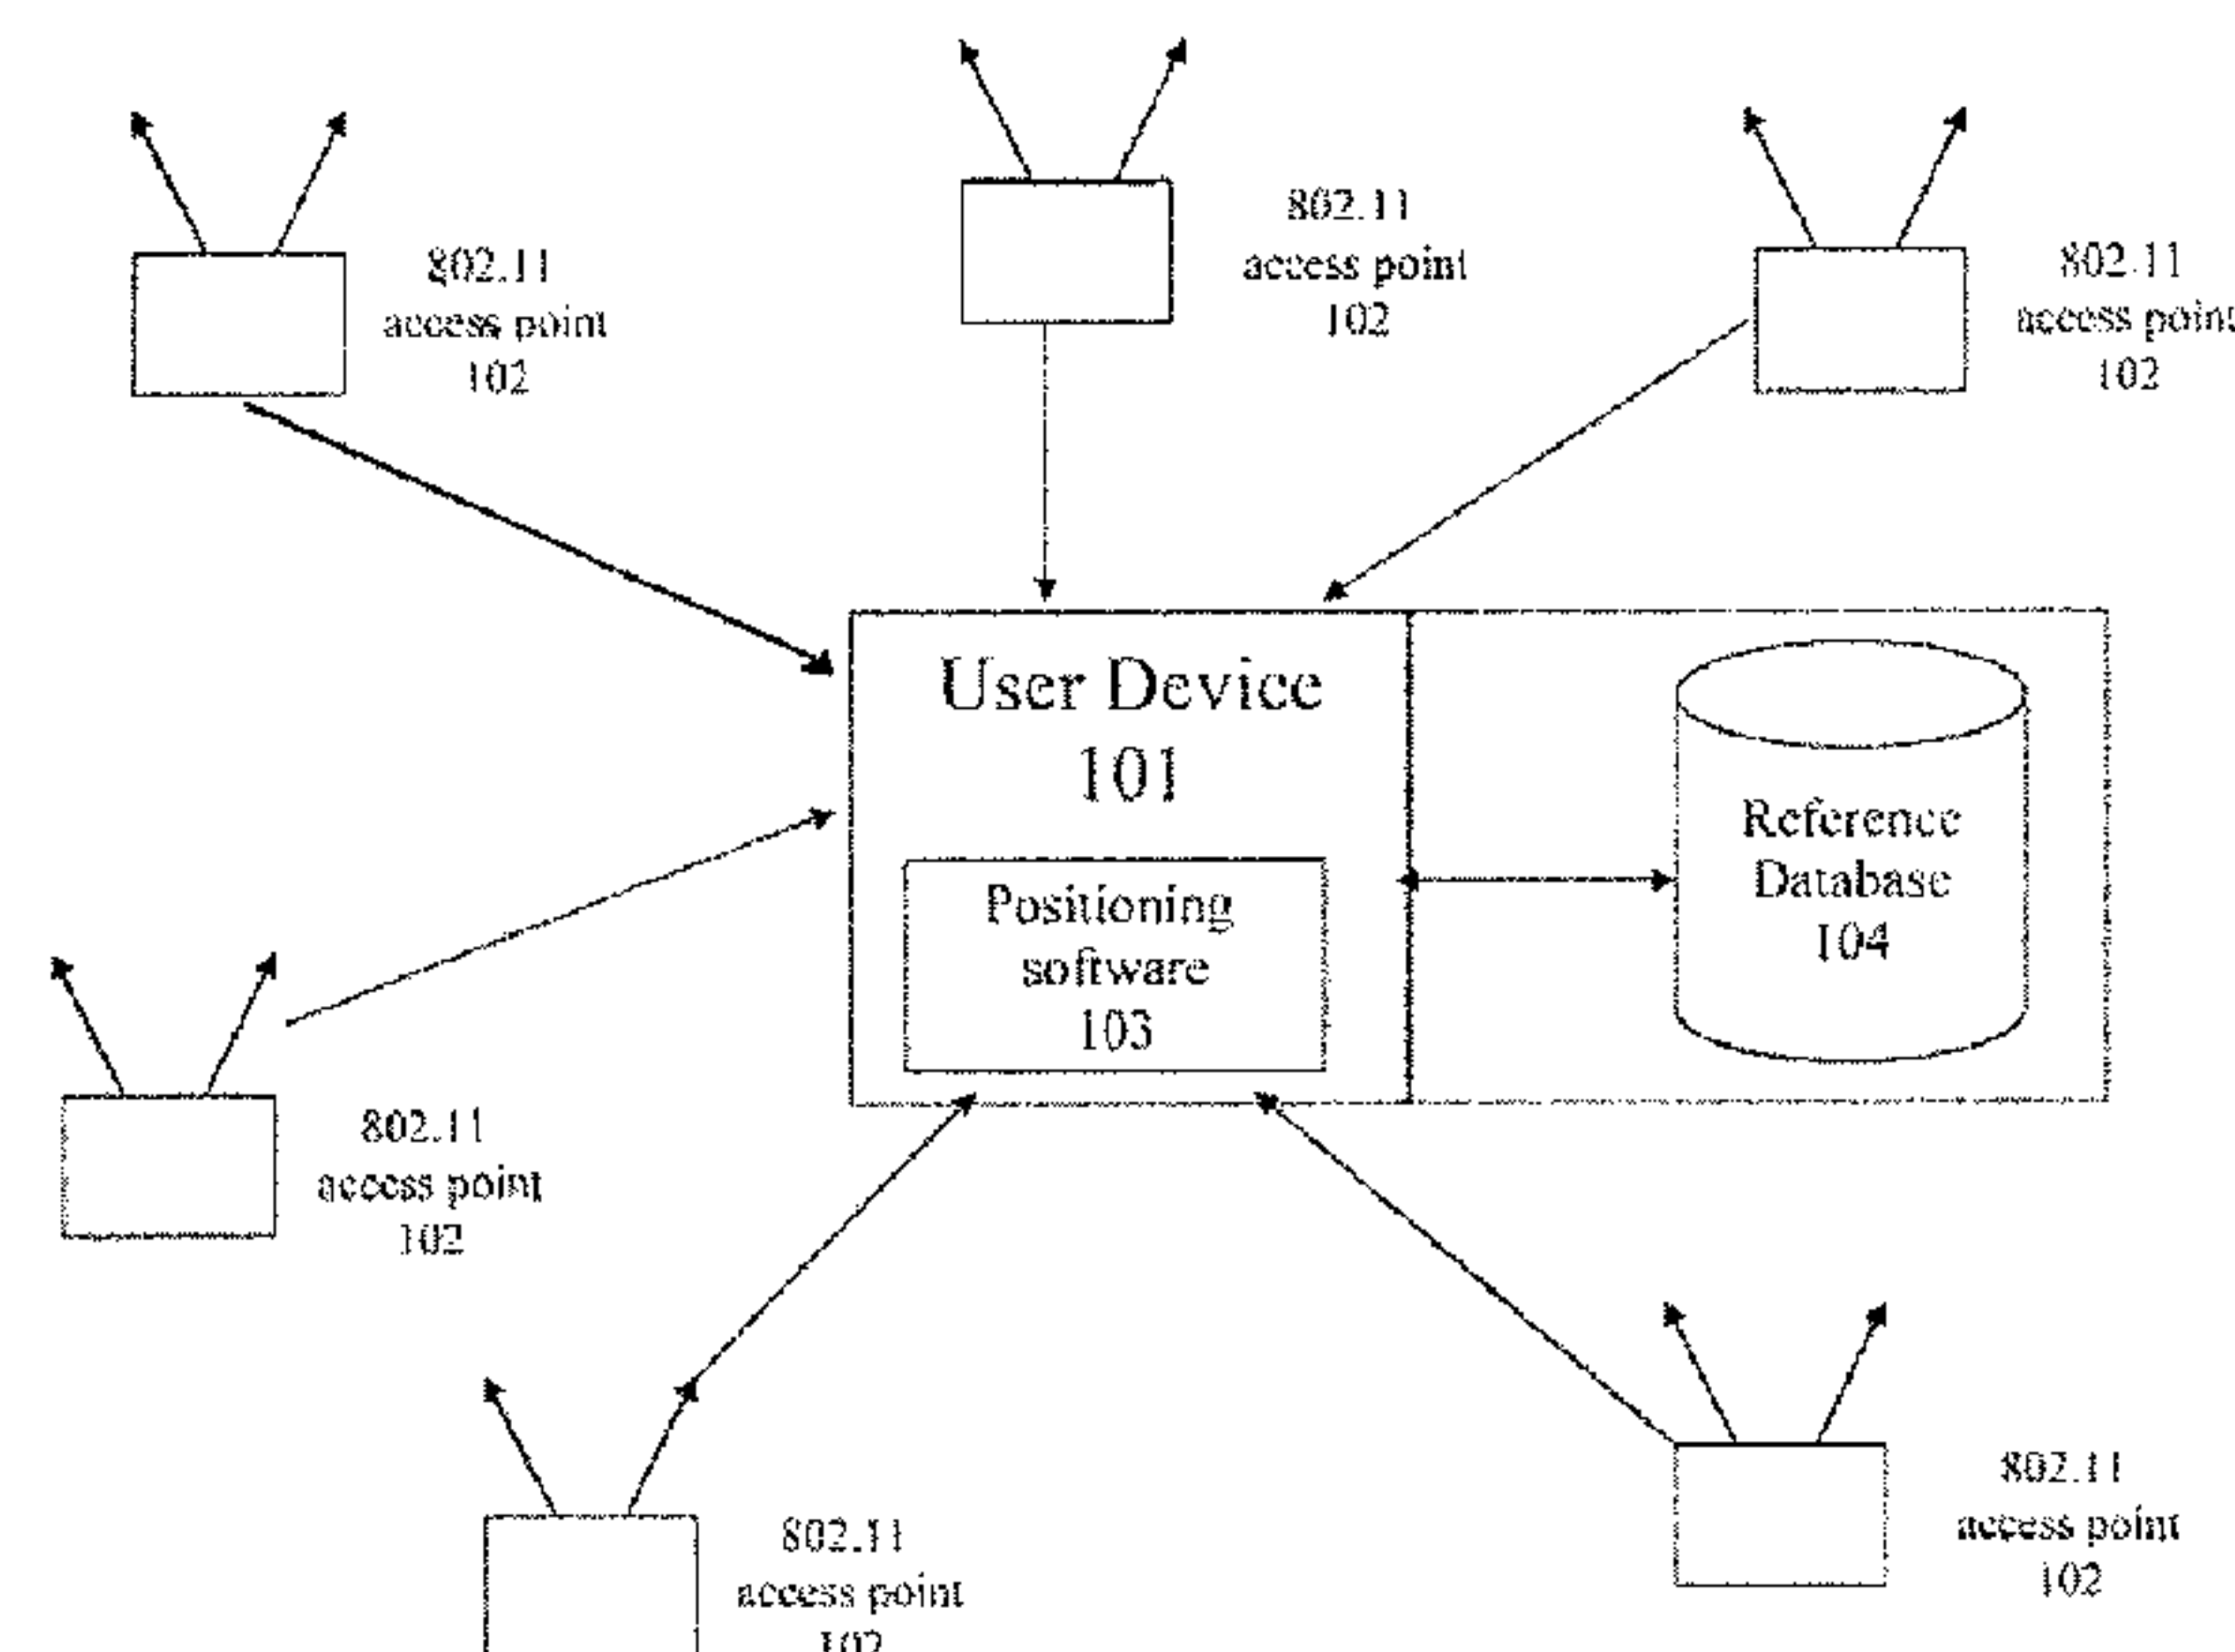 802.11
access point
102
802.11
access point
102
802.11
access point
102
User Device
101
Positioning
software
103
Reference
Database
104
802.11
access point
102
802.11
access point
102
802.11
access point
102